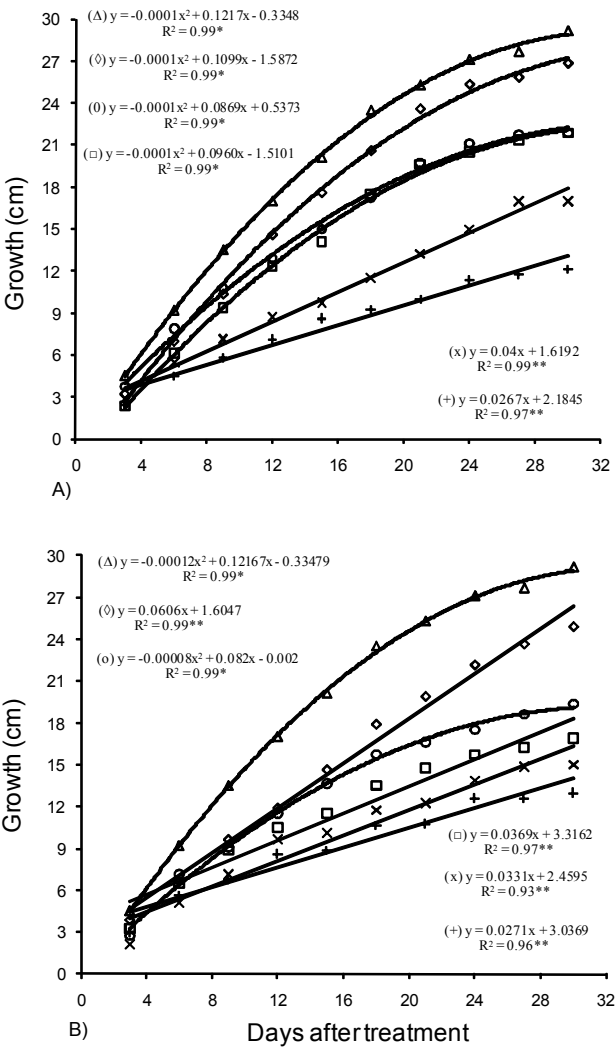 30
27
24
21
18
15
12
9
6
3
0
Growth (cm)
(Δ) y = -0.0001x² + 0.1217x - 0.3348
R² = 0.99*
(◊) y = -0.0001x² + 0.1099x - 1.5872
R² = 0.99*
(0) y = -0.0001x² + 0.0869x + 0.5373
R² = 0.99*
(□) y = -0.0001x² + 0.0960x - 1.5101
R² = 0.99*
(x) y = 0.04x + 1.6192
R² = 0.99**
(+) y = 0.0267x + 2.1845
R² = 0.97**
0 4 8 12 16 20 24 28 32
A)
30
27
24
21
18
15
12
9
6
3
0
Growth (cm)
(Δ) y = -0.00012x² + 0.12167x - 0.33479
R² = 0.99*
(◊) y = 0.0606x + 1.6047
R² = 0.99**
(o) y = -0.00008x² + 0.082x - 0.002
R² = 0.99*
(□) y = 0.0369x + 3.3162
R² = 0.97**
(x) y = 0.0331x + 2.4595
R² = 0.93**
(+) y = 0.0271x + 3.0369
R² = 0.96**
0 4 8 12 16 20 24 28 32
B) Days after treatment